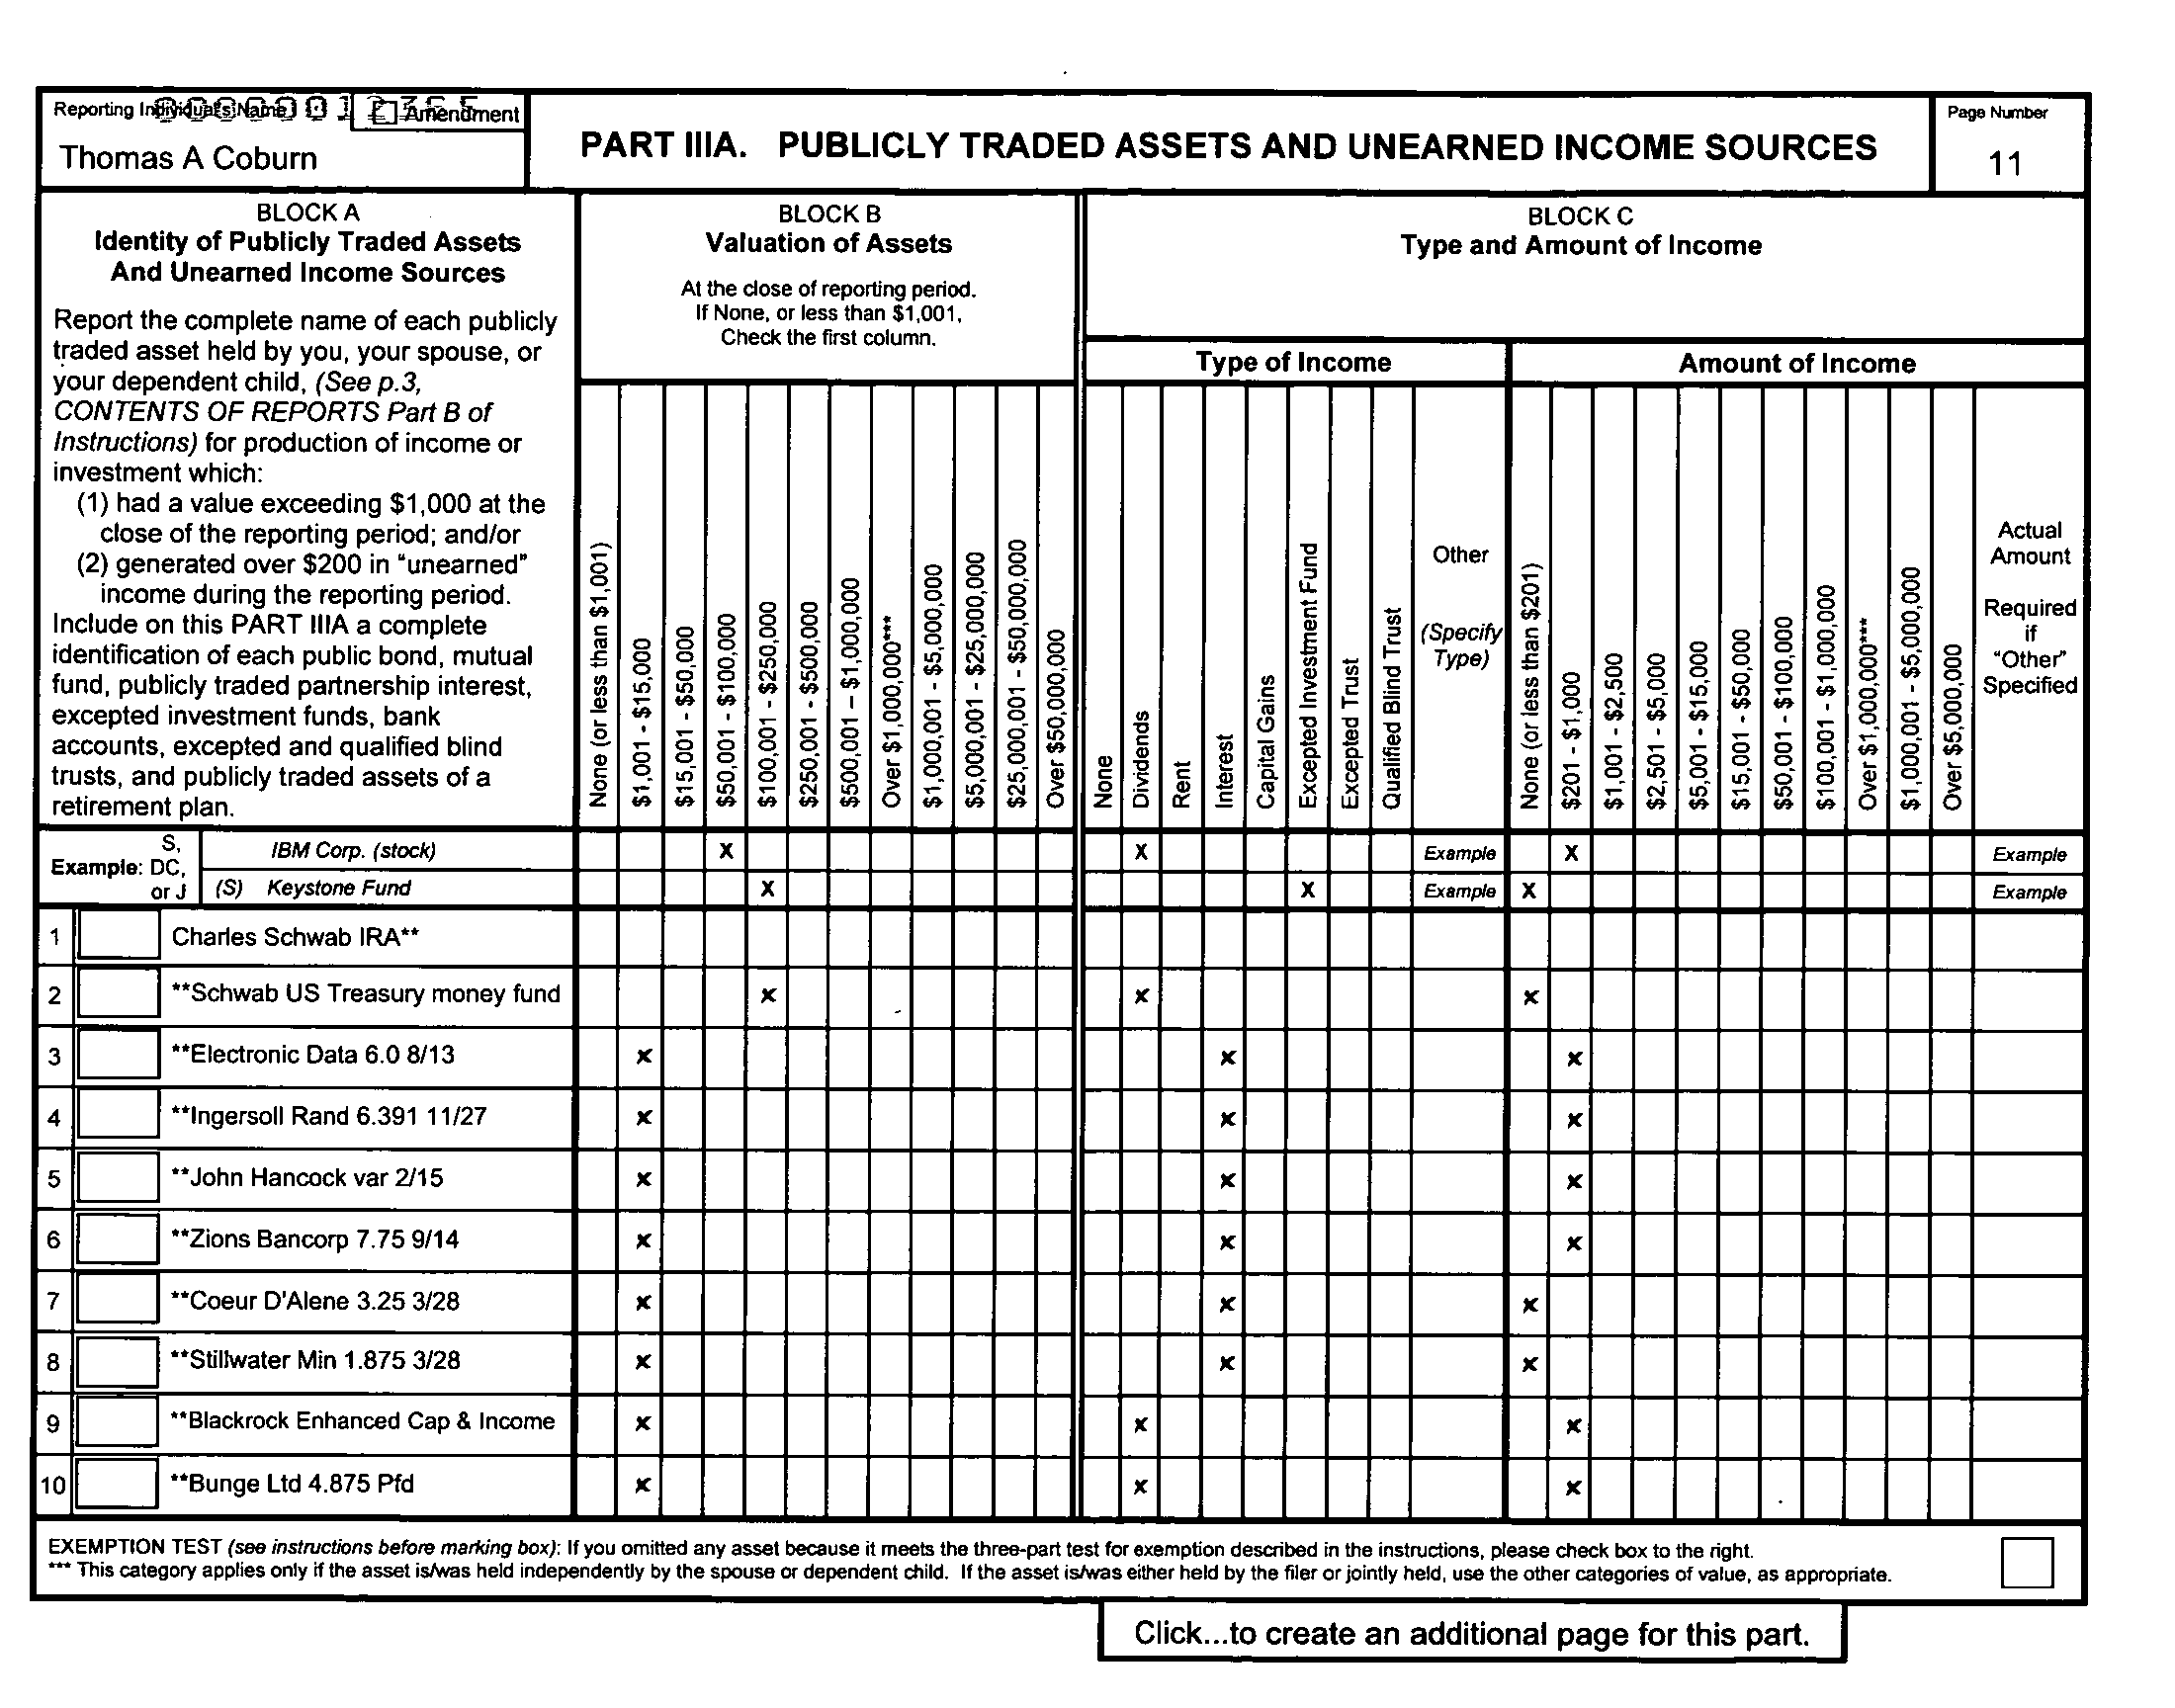 Reporting Individual's Name
Amendment
Thomas A Coburn
PART IIIA. PUBLICLY TRADED ASSETS AND UNEARNED INCOME SOURCES
Page Number
11
BLOCK A
Identity of Publicly Traded Assets
And Unearned Income Sources
Report the complete name of each publicly
traded asset held by you, your spouse, or
your dependent child, (See p.3,
CONTENTS OF REPORTS Part B of
Instructions) for production of income or
investment which:
(1) had a value exceeding $1,000 at the
close of the reporting period; and/or
(2) generated over $200 in "unearned"
income during the reporting period.
Include on this PART IIIA a complete
identification of each public bond, mutual
fund, publicly traded partnership interest,
excepted investment funds, bank
accounts, excepted and qualified blind
trusts, and publicly traded assets of a
retirement plan.
BLOCK B
Valuation of Assets
At the close of reporting period.
If None, or less than $1,001,
Check the first column.
BLOCK C
Type and Amount of Income
Type of Income
Amount of Income
None (or less than $1,001)
$1,001 - $15,000
$15,001 - $50,000
$50,001 - $100,000
$100,001 - $250,000
$250,001 - $500,000
$500,001 – $1,000,000
Over $1,000,000***
$1,000,001 - $5,000,000
$5,000,001 - $25,000,000
$25,000,001 - $50,000,000
Over $50,000,000
None
Dividends
Rent
Interest
Capital Gains
Excepted Investment Fund
Excepted Trust
Qualified Blind Trust
Other
(Specify
Type)
None (or less than $201)
$201 - $1,000
$1,001 - $2,500
$2,501 - $5,000
$5,001 - $15,000
$15,001 - $50,000
$50,001 - $100,000
$100,001 - $1,000,000
Over $1,000,000***
$1,000,001 - $5,000,000
Over $5,000,000
Actual
Amount
Required
if
"Other"
Specified
Example: S, DC, or J
IBM Corp. (stock) X X Example X Example
(S) Keystone Fund X X Example X Example
1 Charles Schwab IRA**
2 **Schwab US Treasury money fund x x x
3 **Electronic Data 6.0 8/13 x x x
4 **Ingersoll Rand 6.391 11/27 x x x
5 **John Hancock var 2/15 x x x
6 **Zions Bancorp 7.75 9/14 x x x
7 **Coeur D'Alene 3.25 3/28 x x x
8 **Stillwater Min 1.875 3/28 x x x
9 **Blackrock Enhanced Cap & Income x x x
10 **Bunge Ltd 4.875 Pfd x x x
EXEMPTION TEST (see instructions before marking box): If you omitted any asset because it meets the three-part test for exemption described in the instructions, please check box to the right.
*** This category applies only if the asset is/was held independently by the spouse or dependent child. If the asset is/was either held by the filer or jointly held, use the other categories of value, as appropriate.
Click...to create an additional page for this part.